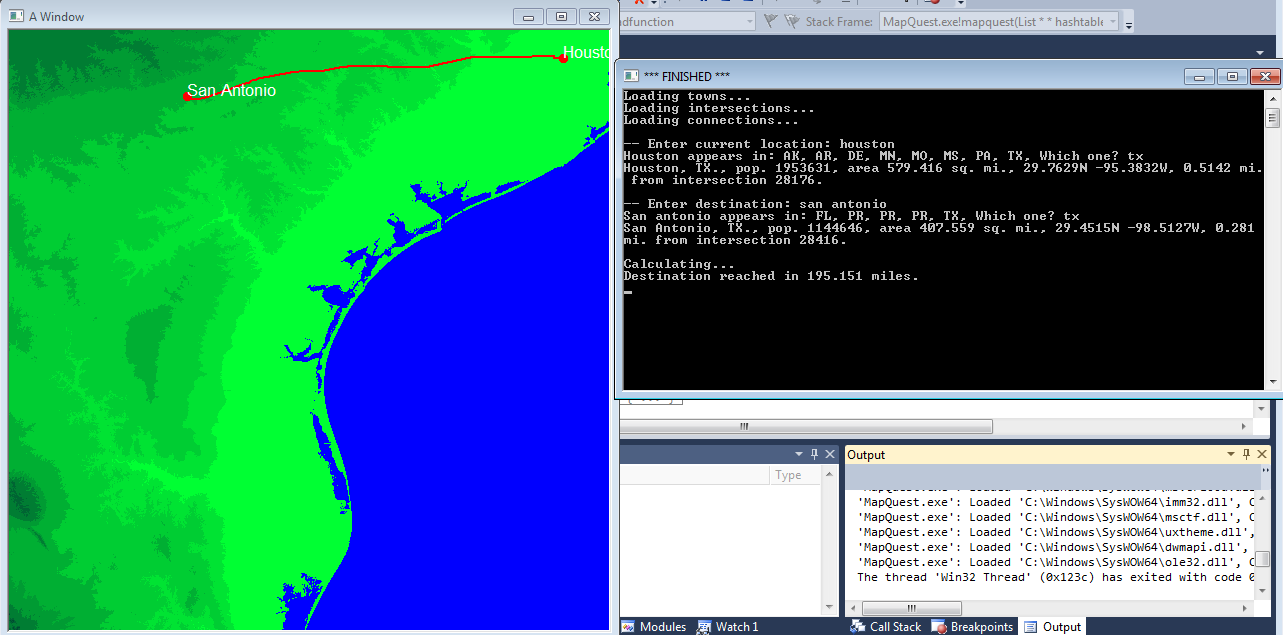 A Window
Houston
San Antonio
Stack Frame: MapQuest.exe!mapquest(List * * hashtable
*** FINISHED ***
Loading towns...
Loading intersections...
Loading connections...
-- Enter current location: houston
Houston appears in: AK, AR, DE, MN, MO, MS, PA, TX, Which one? tx
Houston, TX., pop. 1953631, area 579.416 sq. mi., 29.7629N -95.3832W, 0.5142 mi.
from intersection 28176.
-- Enter destination: san antonio
San antonio appears in: FL, PR, PR, PR, TX, Which one? tx
San Antonio, TX., pop. 1144646, area 407.559 sq. mi., 29.4515N -98.5127W, 0.281
mi. from intersection 28416.
Calculating...
Destination reached in 195.151 miles.
Type
Output
'MapQuest.exe': Loaded 'C:\Windows\SysWOW64\imm32.dll', C
'MapQuest.exe': Loaded 'C:\Windows\SysWOW64\msctf.dll', C
'MapQuest.exe': Loaded 'C:\Windows\SysWOW64\uxtheme.dll',
'MapQuest.exe': Loaded 'C:\Windows\SysWOW64\dwmapi.dll',
'MapQuest.exe': Loaded 'C:\Windows\SysWOW64\ole32.dll', C
The thread 'Win32 Thread' (0x123c) has exited with code 0
Modules
Watch 1
Call Stack
Breakpoints
Output